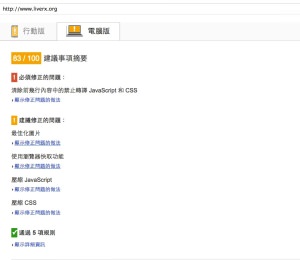 http://www.liverx.org
行動版
電腦版
83 / 100 建議事項摘要
必須修正的問題：
清除前幾行內容中的禁止轉譯 JavaScript 和 CSS
顯示修正問題的做法
建議修正的問題：
最佳化圖片
顯示修正問題的做法
使用瀏覽器快取功能
顯示修正問題的做法
壓縮 JavaScript
顯示修正問題的做法
壓縮 CSS
顯示修正問題的做法
通過 5 項規則
顯示詳細資訊